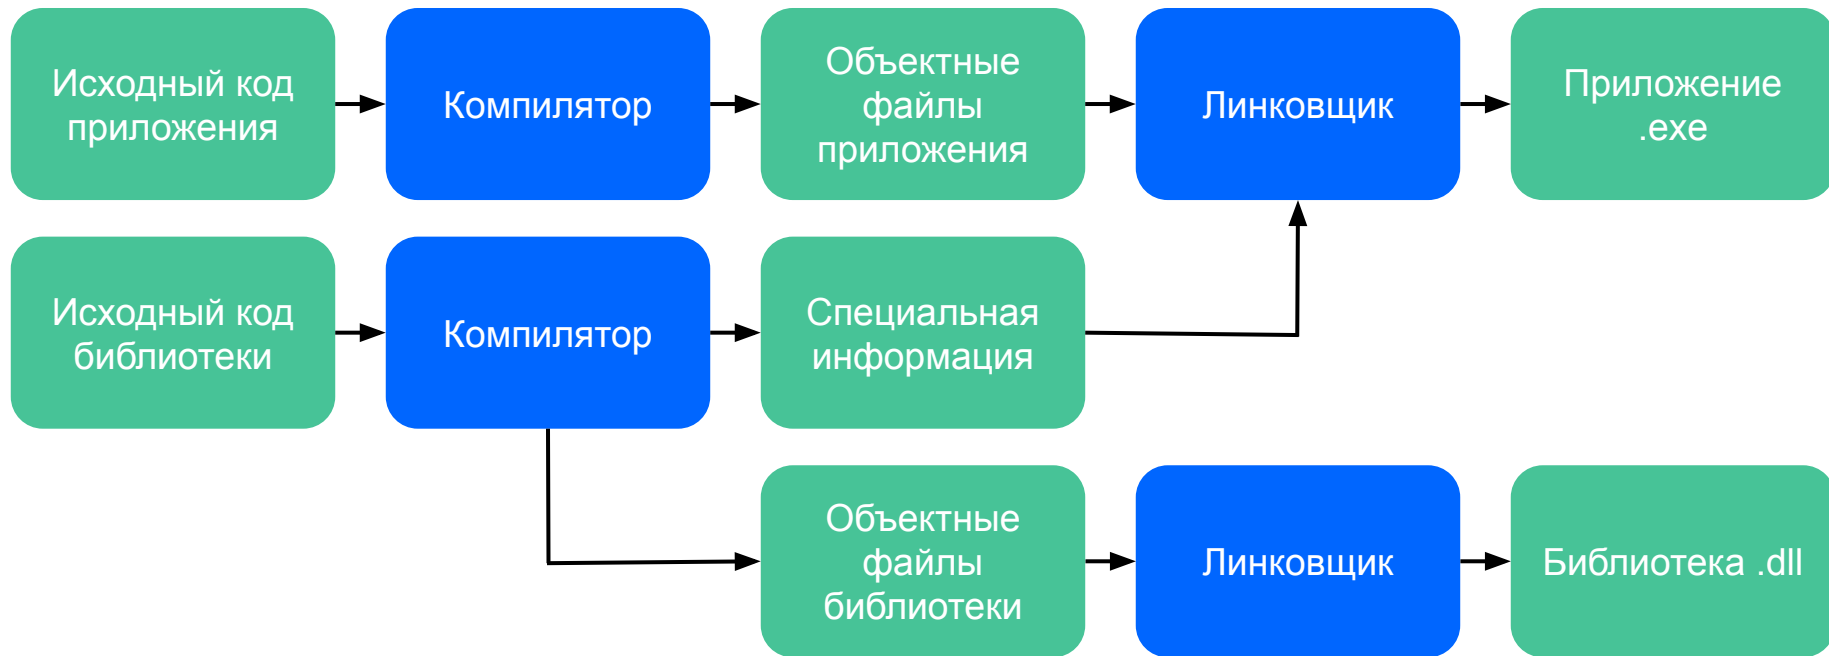 Исходный код
приложения
Компилятор
Объектные
файлы
приложения
Линковщик
Приложение
.exe
Исходный код
библиотеки
Компилятор
Специальная
информация
Объектные
файлы
библиотеки
Линковщик
Библиотека .dll